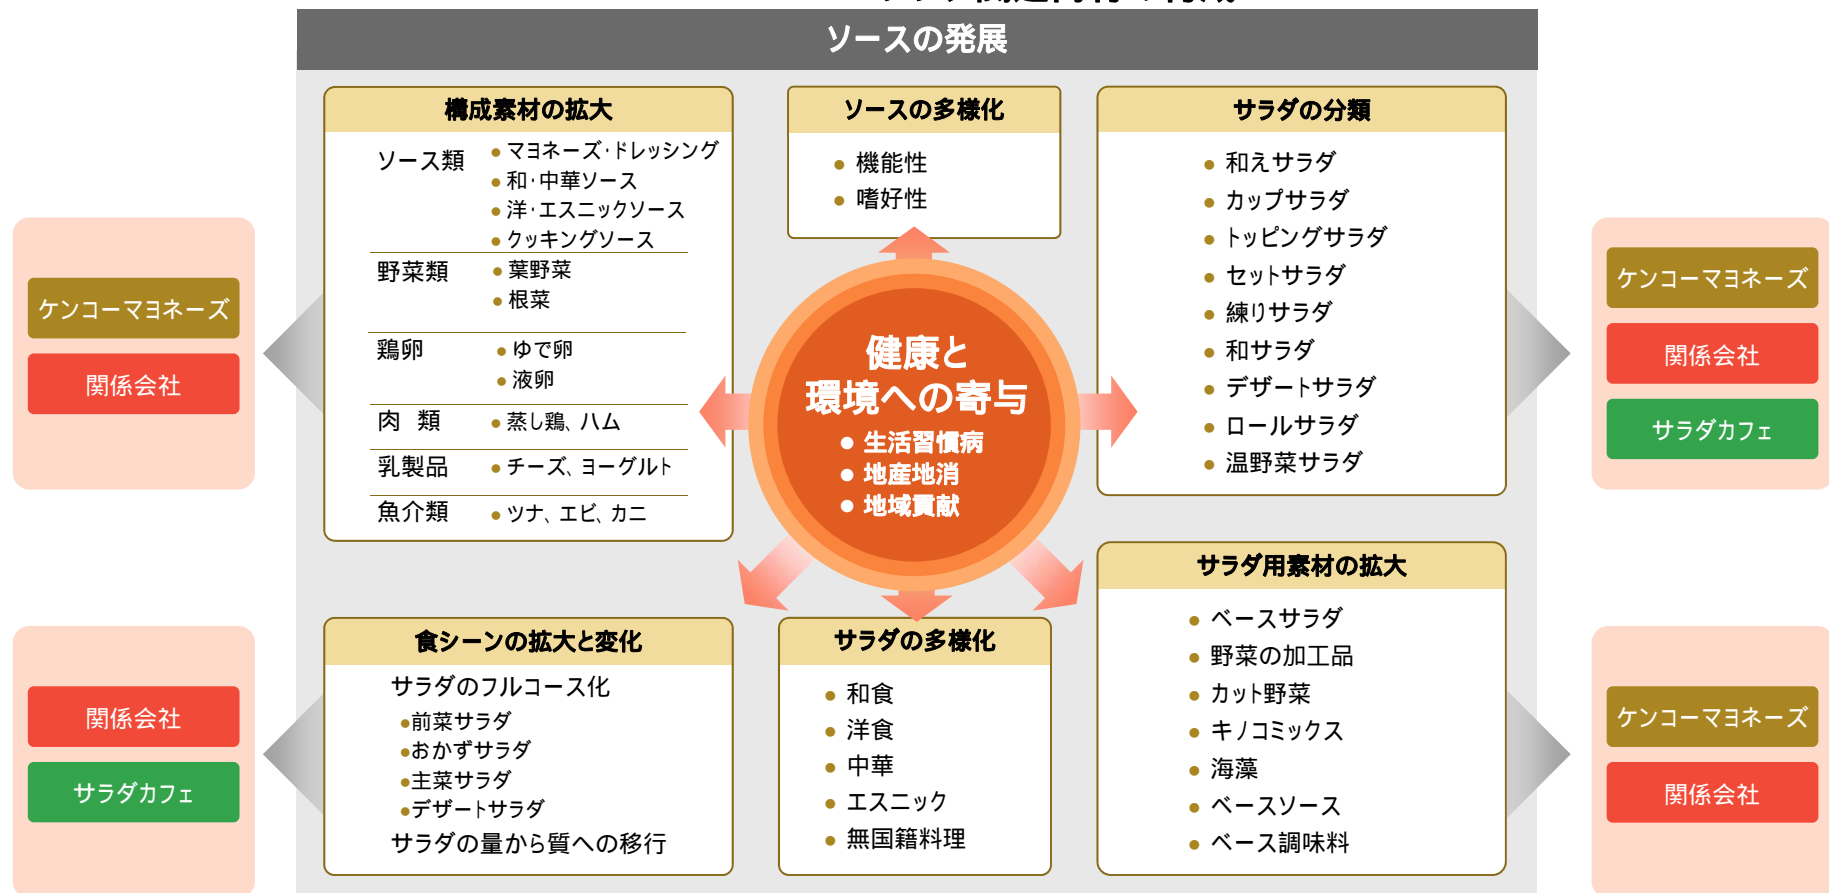 ソースの発展
構成素材の拡大
ソース類
● マヨネーズ・ドレッシング
● 和・中華ソース
● 洋・エスニックソース
● クッキングソース
野菜類
● 葉野菜
● 根菜
鶏卵
● ゆで卵
● 液卵
肉 類
● 蒸し鶏、ハム
乳製品
● チーズ、ヨーグルト
魚介類
● ツナ、エビ、カニ
ソースの多様化
● 機能性
● 嗜好性
サラダの分類
● 和えサラダ
● カップサラダ
● トッピングサラダ
● セットサラダ
● 練りサラダ
● 和サラダ
● デザートサラダ
● ロールサラダ
● 温野菜サラダ
ケンコーマヨネーズ
関係会社
ケンコーマヨネーズ
関係会社
サラダカフェ
健康と
環境への寄与
● 生活習慣病
● 地産地消
● 地域貢献
食シーンの拡大と変化
サラダのフルコース化
●前菜サラダ
●おかずサラダ
●主菜サラダ
●デザートサラダ
サラダの量から質への移行
サラダの多様化
● 和食
● 洋食
● 中華
● エスニック
● 無国籍料理
サラダ用素材の拡大
● ベースサラダ
● 野菜の加工品
● カット野菜
● キノコミックス
● 海藻
● ベースソース
● ベース調味料
関係会社
サラダカフェ
ケンコーマヨネーズ
関係会社